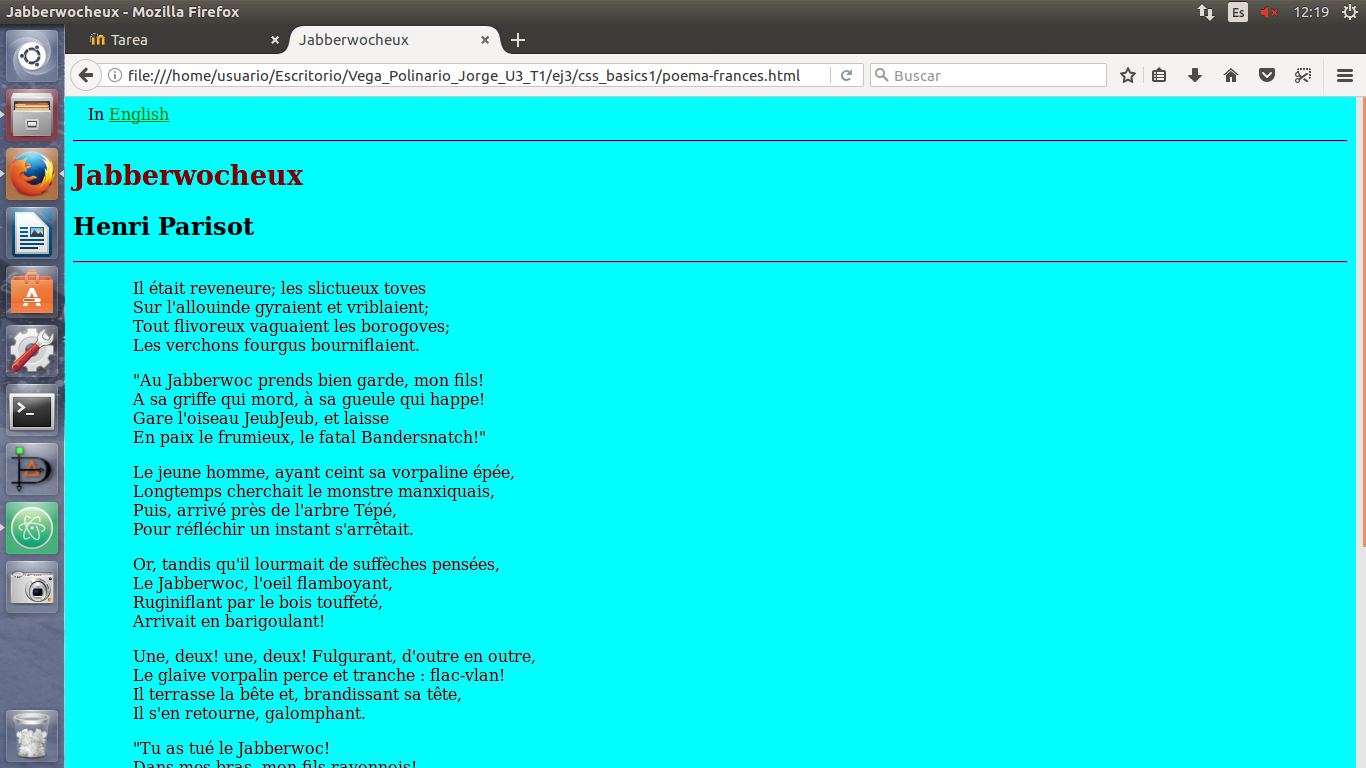 Jabberwocheux - Mozilla Firefox
Es
12:19
Tarea
Jabberwocheux
file:///home/usuario/Escritorio/Vega_Polinario_Jorge_U3_T1/ej3/css_basics1/poema-frances.html
Buscar
In English
Jabberwocheux
Henri Parisot
Il était reveneure; les slictueux toves
Sur l'allouinde gyraient et vriblaient;
Tout flivoreux vaguaient les borogoves;
Les verchons fourgus bourniflaient.
"Au Jabberwoc prends bien garde, mon fils!
A sa griffe qui mord, à sa gueule qui happe!
Gare l'oiseau JeubJeub, et laisse
En paix le frumieux, le fatal Bandersnatch!"
Le jeune homme, ayant ceint sa vorpaline épée,
Longtemps cherchait le monstre manxiquais,
Puis, arrivé près de l'arbre Tépé,
Pour réfléchir un instant s'arrêtait.
Or, tandis qu'il lourmait de suffèches pensées,
Le Jabberwoc, l'oeil flamboyant,
Ruginiflant par le bois touffeté,
Arrivait en barigoulant!
Une, deux! une, deux! Fulgurant, d'outre en outre,
Le glaive vorpalin perce et tranche : flac-vlan!
Il terrasse la bête et, brandissant sa tête,
Il s'en retourne, galomphant.
"Tu as tué le Jabberwoc!
Dans mes bras, mon fils rayonnois!